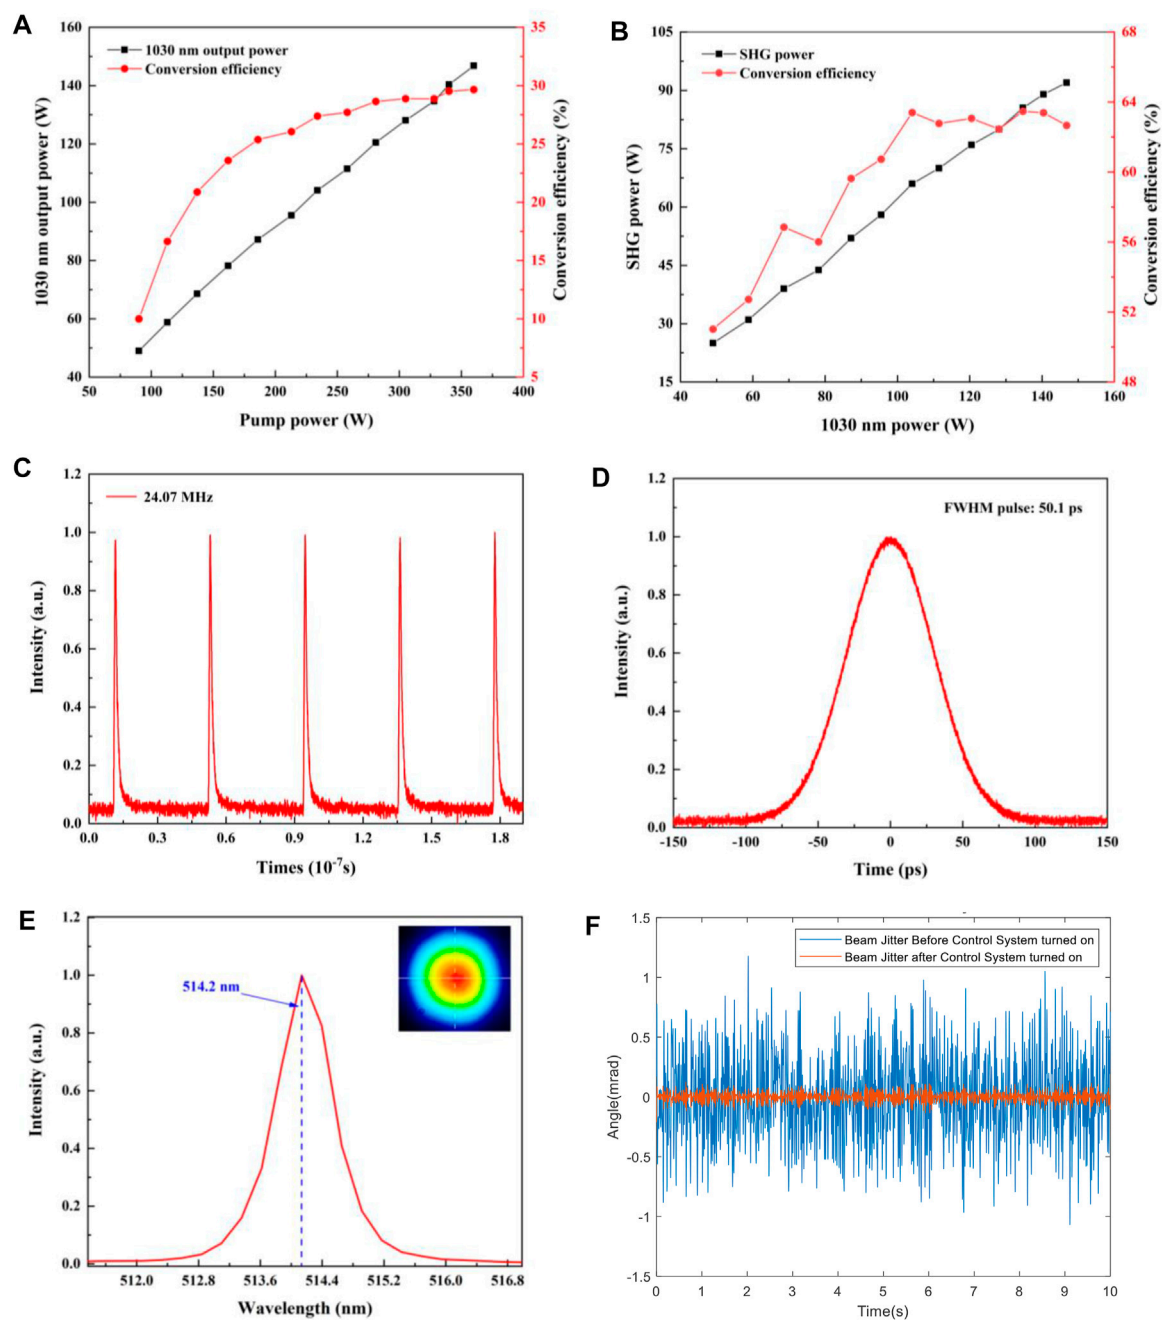 A
160
140
120
100
80
60
40
1030 nm output power (W)
1030 nm output power
Conversion efficiency
35
30
25
20
15
10
5
Conversion efficiency (%)
50 100 150 200 250 300 350 400
Pump power (W)
B
105
90
75
60
45
30
15
SHG power (W)
SHG power
Conversion efficiency
68
64
60
56
52
48
Conversion efficiency (%)
40 60 80 100 120 140 160
1030 nm power (W)
C
1.2
1.0
0.8
0.6
0.4
0.2
0.0
Intensity (a.u.)
24.07 MHz
0.0 0.3 0.6 0.9 1.2 1.5 1.8
Times (10-7s)
D
1.2
1.0
0.8
0.6
0.4
0.2
0.0
Intensity (a.u.)
FWHM pulse: 50.1 ps
-150 -100 -50 0 50 100 150
Time (ps)
E
1.2
1.0
0.8
0.6
0.4
0.2
0.0
Intensity (a.u.)
514.2 nm
512.0 512.8 513.6 514.4 515.2 516.0 516.8
Wavelength (nm)
F
1.5
1
0.5
0
-0.5
-1
-1.5
Angle(mrad)
Beam Jitter Before Control System turned on
Beam Jitter after Control System turned on
0 1 2 3 4 5 6 7 8 9 10
Time(s)